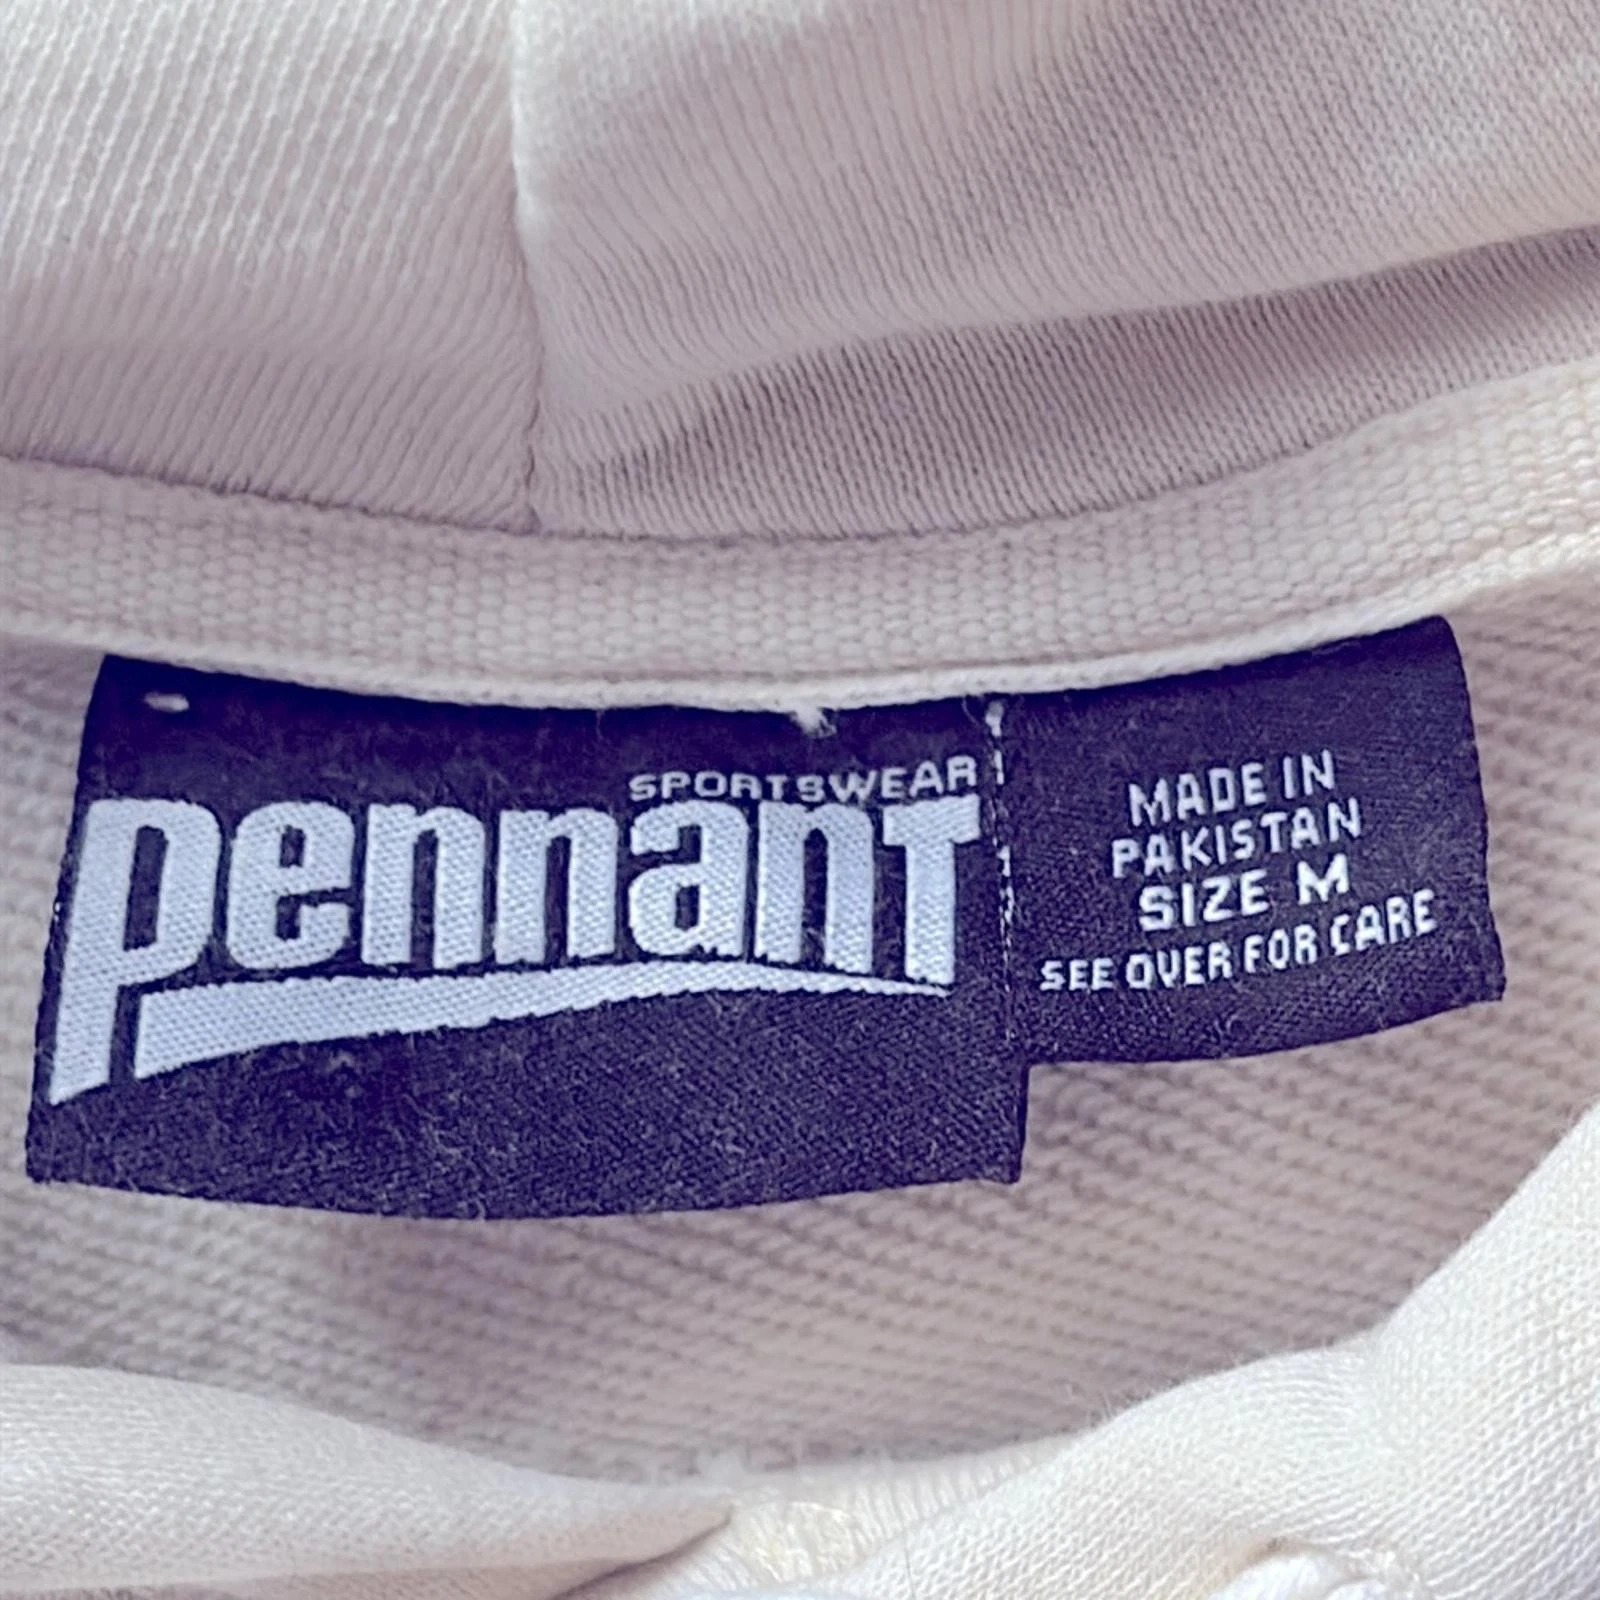 SPORTSWEAR
pennanT
MADE IN
PAKISTAN
SIZE M
SEE OVER FOR CARE